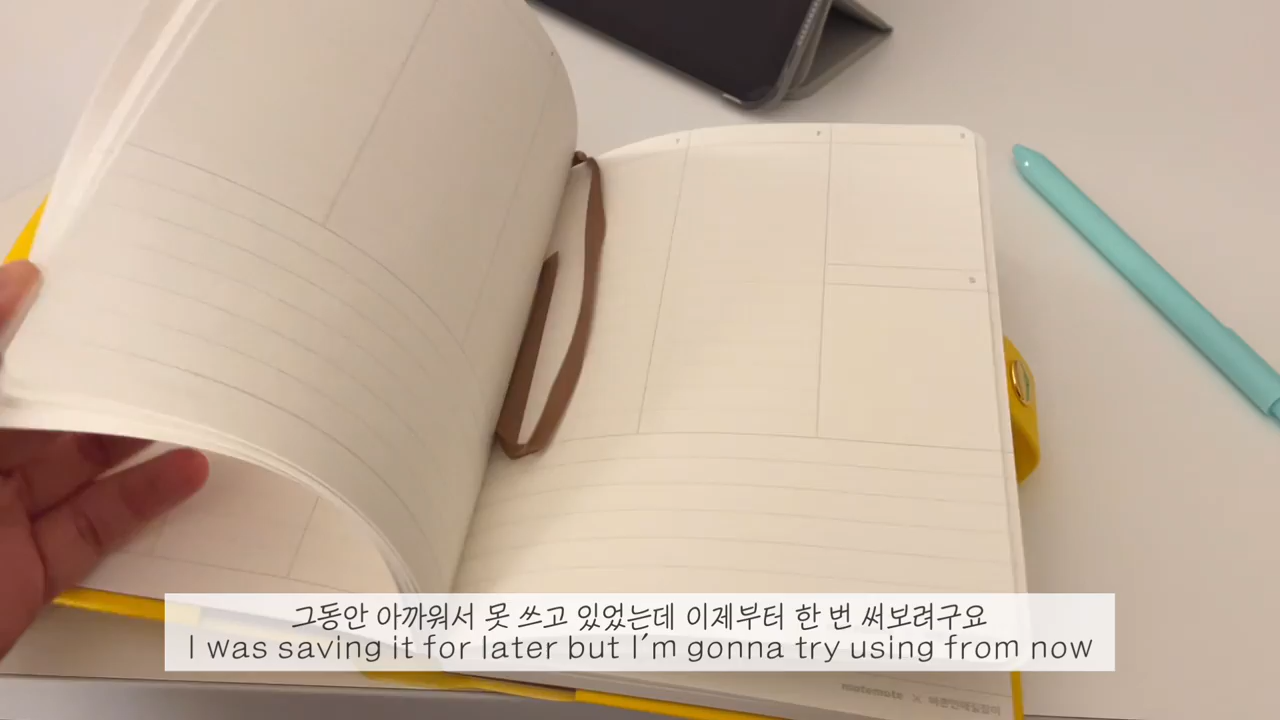 그동안 아까워서 못 쓰고 있었는데 이제부터 한 번 써보려구요
I was saving it for later but I´m gonna try using from now
motemote ×